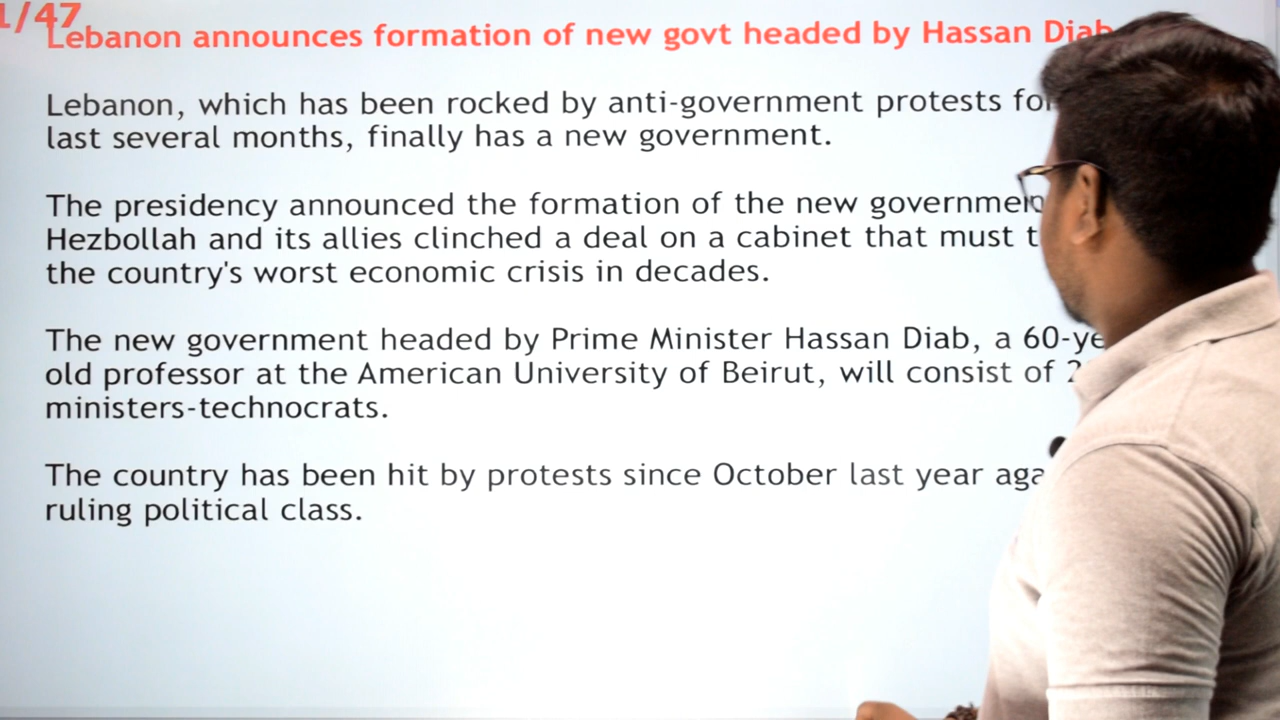 1/47
Lebanon announces formation of new govt headed by Hassan Diab
Lebanon, which has been rocked by anti-government protests for
last several months, finally has a new government.
The presidency announced the formation of the new government
Hezbollah and its allies clinched a deal on a cabinet that must
the country's worst economic crisis in decades.
The new government headed by Prime Minister Hassan Diab, a
old professor at the American University of Beirut, will consist of
ministers-technocrats.
The country has been hit by protests since October last year
ruling political class.